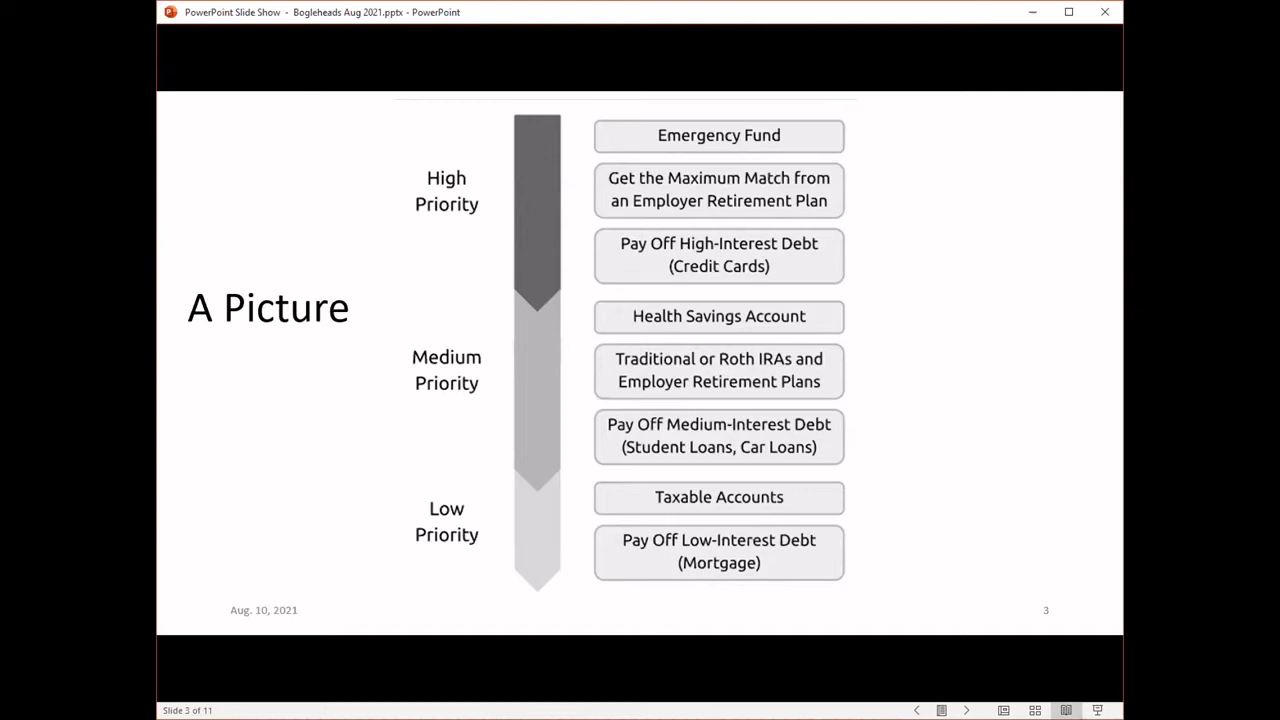 PowerPoint Slide Show - Bogleheads Aug 2021.pptx - PowerPoint
A Picture
High
Priority
Emergency Fund
Get the Maximum Match from
an Employer Retirement Plan
Pay Off High-Interest Debt
(Credit Cards)
Medium
Priority
Health Savings Account
Traditional or Roth IRAs and
Employer Retirement Plans
Pay Off Medium-Interest Debt
(Student Loans, Car Loans)
Low
Priority
Taxable Accounts
Pay Off Low-Interest Debt
(Mortgage)
Aug. 10, 2021
3
Slide 3 of 11